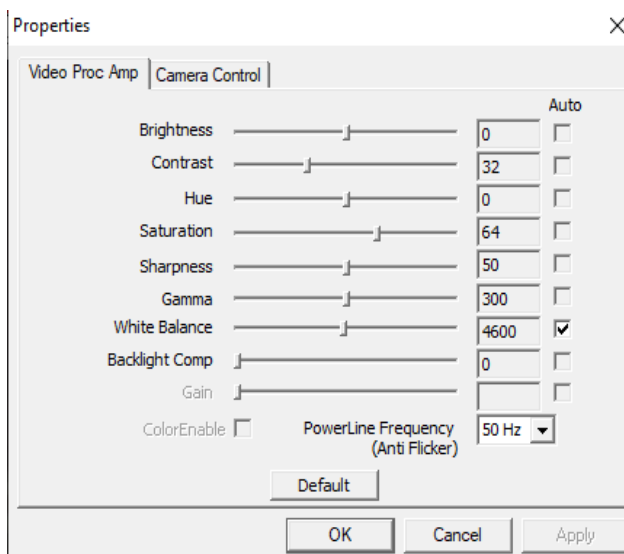 Properties
Video Proc Amp Camera Control
Auto
Brightness 0
Contrast 32
Hue 0
Saturation 64
Sharpness 50
Gamma 300
White Balance 4600
Backlight Comp 0
Gain
ColorEnable PowerLine Frequency 50 Hz
(Anti Flicker)
Default
OK Cancel Apply